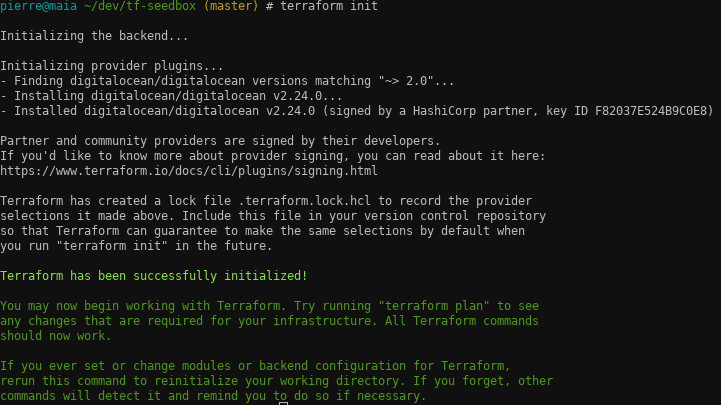 pierre@maia ~/dev/tf-seedbox (master) # terraform init
Initializing the backend...
Initializing provider plugins...
- Finding digitalocean/digitalocean versions matching "~> 2.0"...
- Installing digitalocean/digitalocean v2.24.0...
- Installed digitalocean/digitalocean v2.24.0 (signed by a HashiCorp partner, key ID F82037E524B9C0E8)
Partner and community providers are signed by their developers.
If you'd like to know more about provider signing, you can read about it here:
https://www.terraform.io/docs/cli/plugins/signing.html
Terraform has created a lock file .terraform.lock.hcl to record the provider
selections it made above. Include this file in your version control repository
so that Terraform can guarantee to make the same selections by default when
you run "terraform init" in the future.
Terraform has been successfully initialized!
You may now begin working with Terraform. Try running "terraform plan" to see
any changes that are required for your infrastructure. All Terraform commands
should now work.
If you ever set or change modules or backend configuration for Terraform,
rerun this command to reinitialize your working directory. If you forget, other
commands will detect it and remind you to do so if necessary.